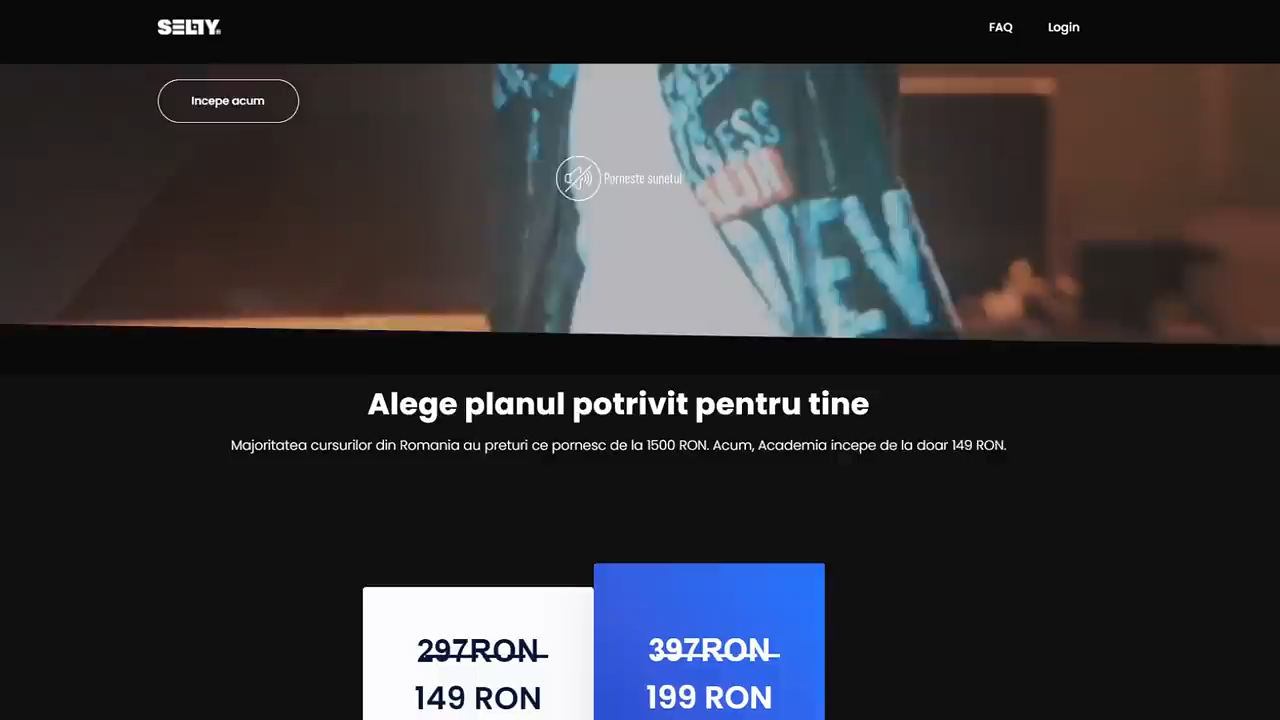 SELTY
FAQ
Login
Incepe acum
Porneste sunetul
Alege planul potrivit pentru tine
Majoritatea cursurilor din Romania au preturi ce pornesc de la 1500 RON. Acum, Academia incepe de la doar 149 RON.
297RON
149 RON
397RON
199 RON